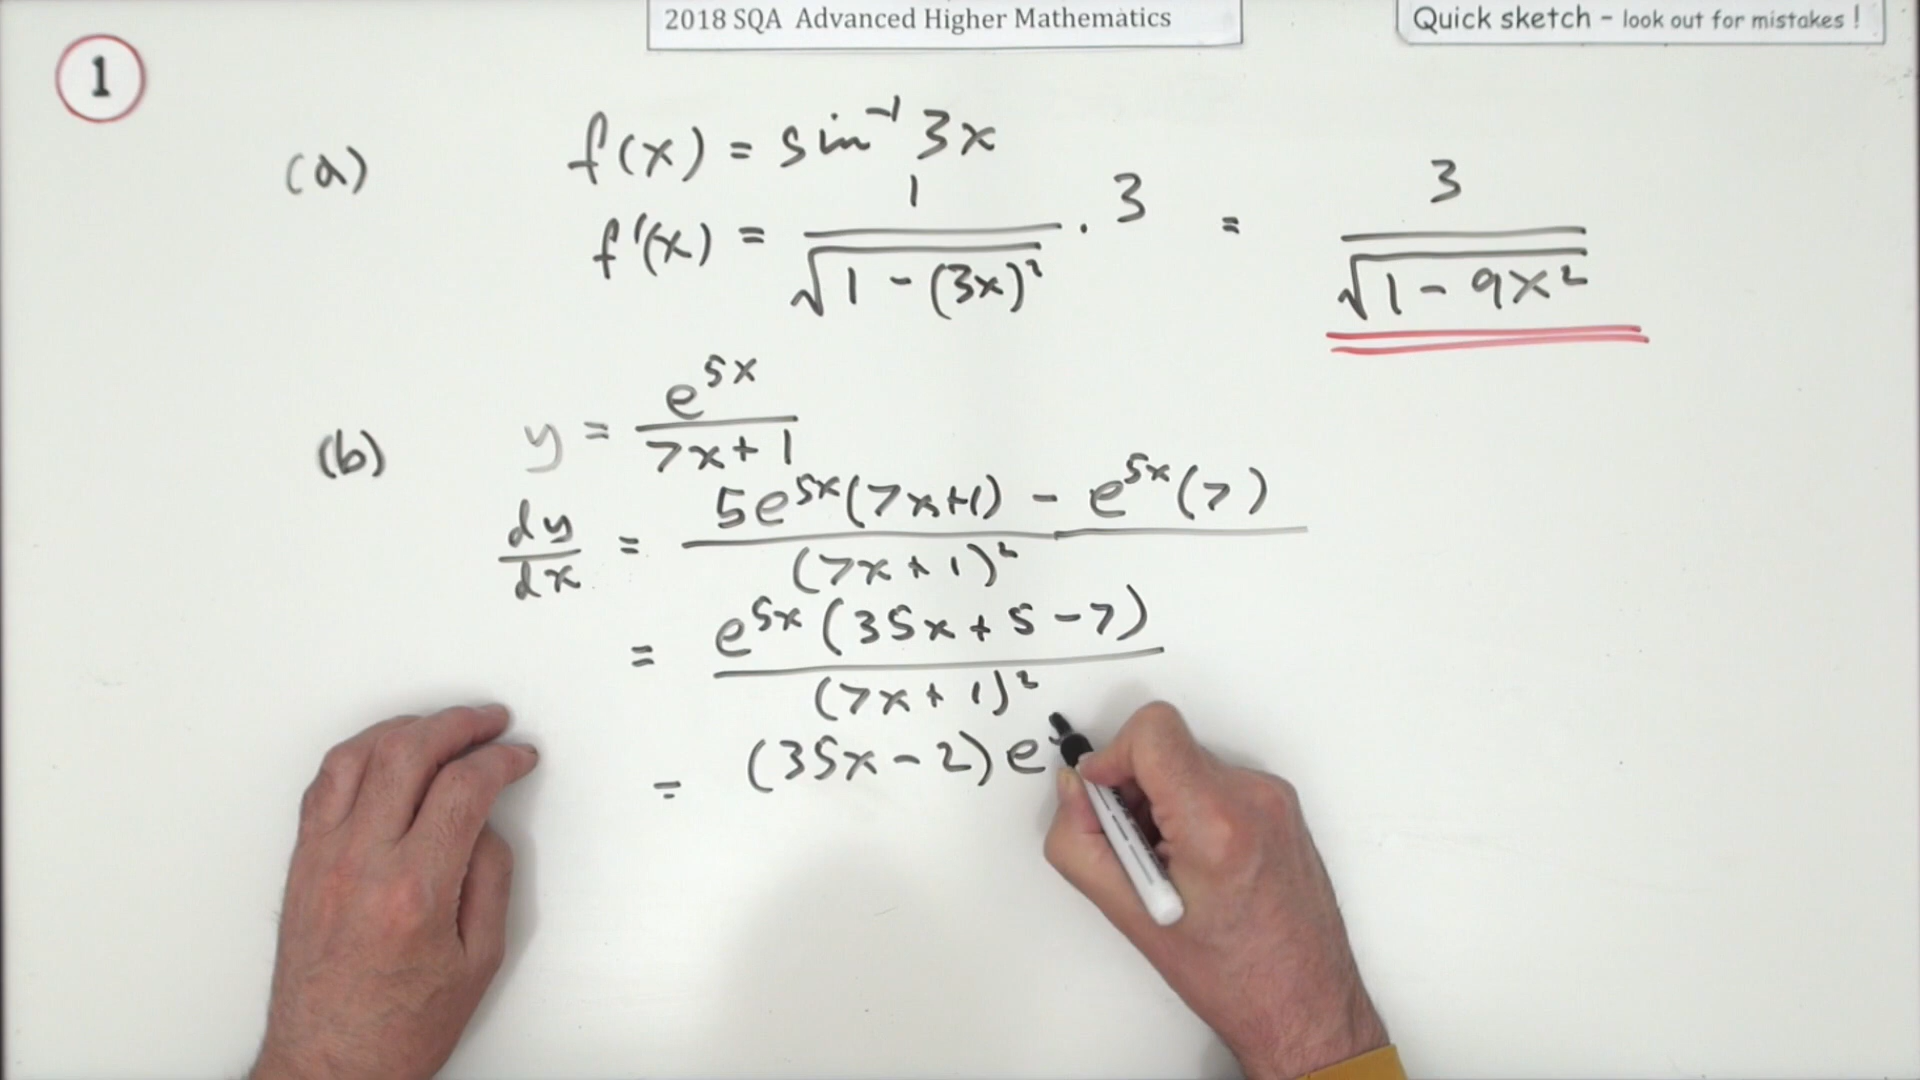 2018 SQA Advanced Higher Mathematics
Quick sketch - look out for mistakes !
1
(a) f(x) = sin⁻¹ 3x
f'(x) = 1/√(1 - (3x)²) . 3 = 3/√(1 - 9x²)
(b) y = e^(5x)/(7x + 1)
dy/dx = (5e^(5x)(7x+1) - e^(5x)(7))/(7x + 1)²
= e^(5x)(35x + 5 - 7)/(7x + 1)²
= (35x - 2)e